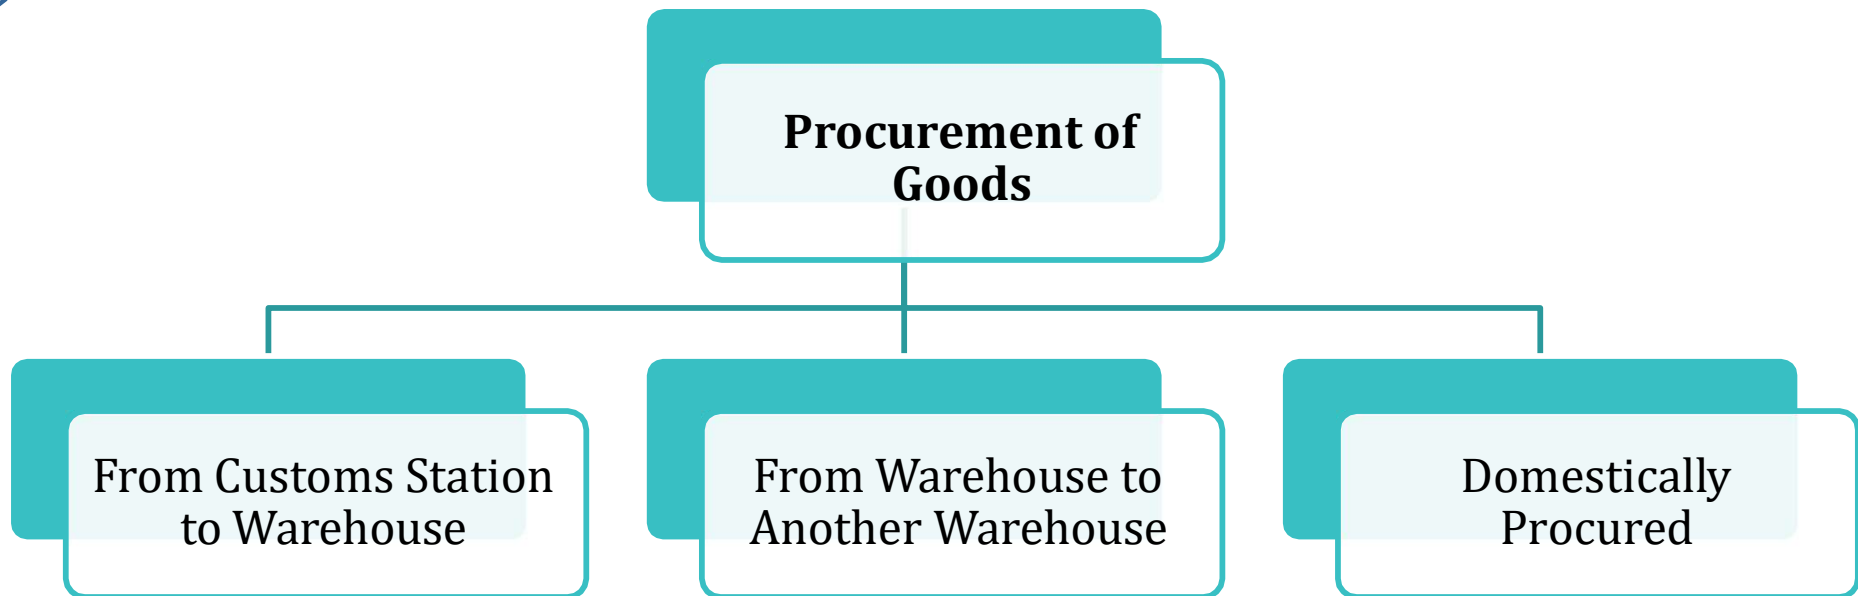 Procurement of
Goods
From Customs Station
to Warehouse
From Warehouse to
Another Warehouse
Domestically
Procured